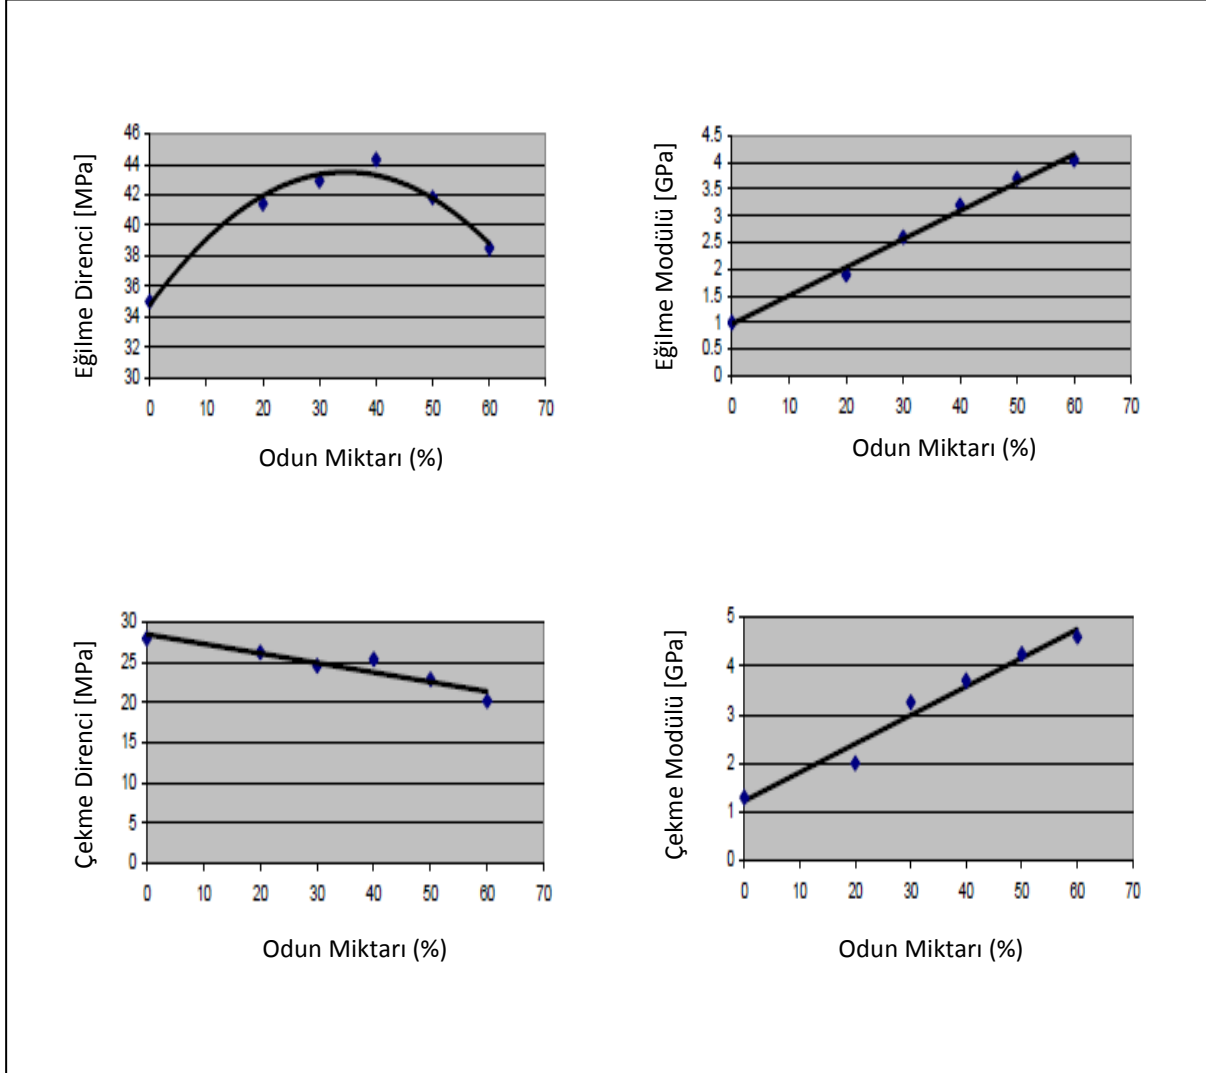 Eğilme Direnci [MPa]
46
44
42
40
38
36
34
32
30
0 10 20 30 40 50 60 70
Odun Miktarı (%)
Eğilme Modülü [GPa]
4.5
4
3.5
3
2.5
2
1.5
1
0.5
0
0 10 20 30 40 50 60 70
Odun Miktarı (%)
Çekme Direnci [MPa]
30
25
20
15
10
5
0
0 10 20 30 40 50 60 70
Odun Miktarı (%)
Çekme Modülü [GPa]
5
4
3
2
1
0
0 10 20 30 40 50 60 70
Odun Miktarı (%)